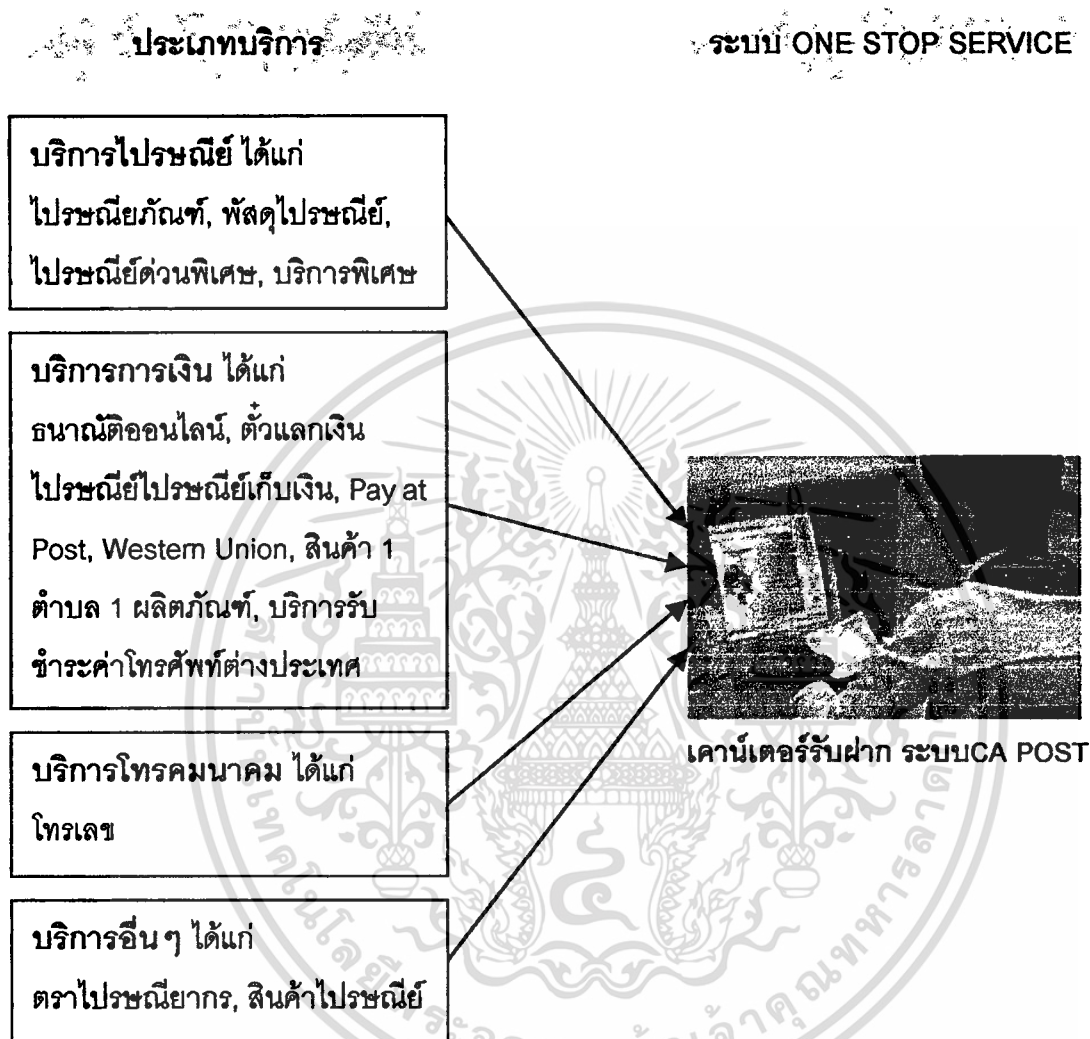 ประเภทบริการ
ระบบ ONE STOP SERVICE
บริการไปรษณีย์ ได้แก่
ไปรษณียภัณฑ์, พัสดุไปรษณีย์,
ไปรษณีย์ด่วนพิเศษ, บริการพิเศษ
บริการการเงิน ได้แก่
ธนาณัติออนไลน์, ตั๋วแลกเงิน
ไปรษณีย์ไปรษณีย์เก็บเงิน, Pay at
Post, Western Union, สินค้า 1
ตำบล 1 ผลิตภัณฑ์, บริการรับ
ชำระค่าโทรศัพท์ต่างประเทศ
บริการโทรคมนาคม ได้แก่
โทรเลข
บริการอื่น ๆ ได้แก่
ตราไปรษณียากร, สินค้าไปรษณีย์
เคาน์เตอร์รับฝาก ระบบCA POST